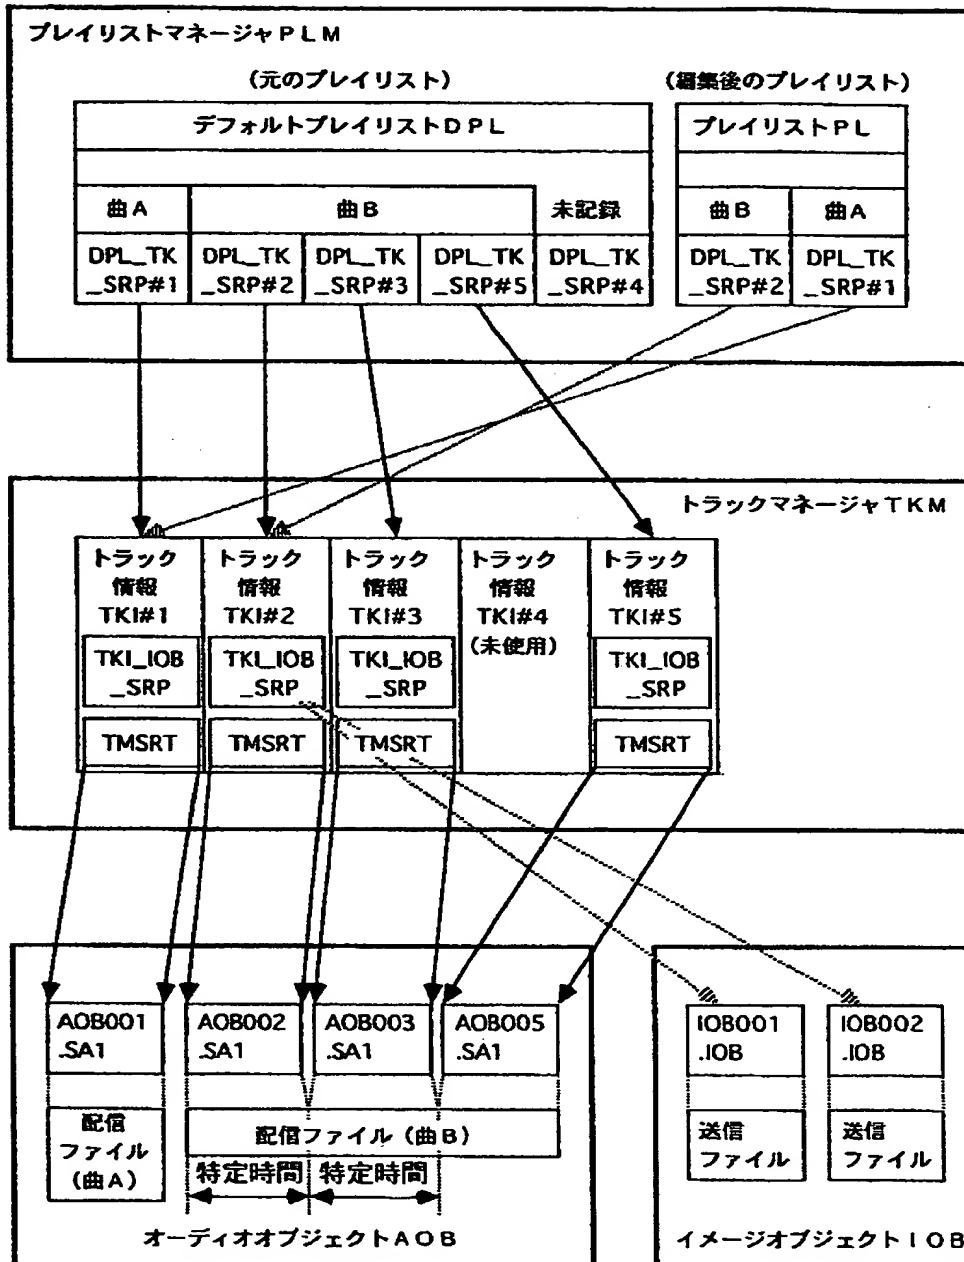 プレイリストマネージャPLM
(元のプレイリスト) (編集後のプレイリスト)
デフォルトプレイリストDPL プレイリストPL
曲A 曲B 未記録 曲B 曲A
DPL_TK DPL_TK DPL_TK DPL_TK DPL_TK DPL_TK DPL_TK
_SRP#1 _SRP#2 _SRP#3 _SRP#5 _SRP#4 _SRP#2 _SRP#1
トラックマネージャTKM
トラック トラック トラック トラック トラック
情報 情報 情報 情報 情報
TKI#1 TKI#2 TKI#3 TKI#4 TKI#5
(未使用)
TKI_IOB TKI_IOB TKI_IOB TKI_IOB
_SRP _SRP _SRP _SRP
TMSRT TMSRT TMSRT TMSRT
AOB001 AOB002 AOB003 AOB005 IOB001 IOB002
.SA1 .SA1 .SA1 .SA1 .IOB .IOB
配信 配信ファイル(曲B) 送信 送信
ファイル ファイル ファイル
(曲A) 特定時間 特定時間
オーディオオブジェクトAOB イメージオブジェクトIOB